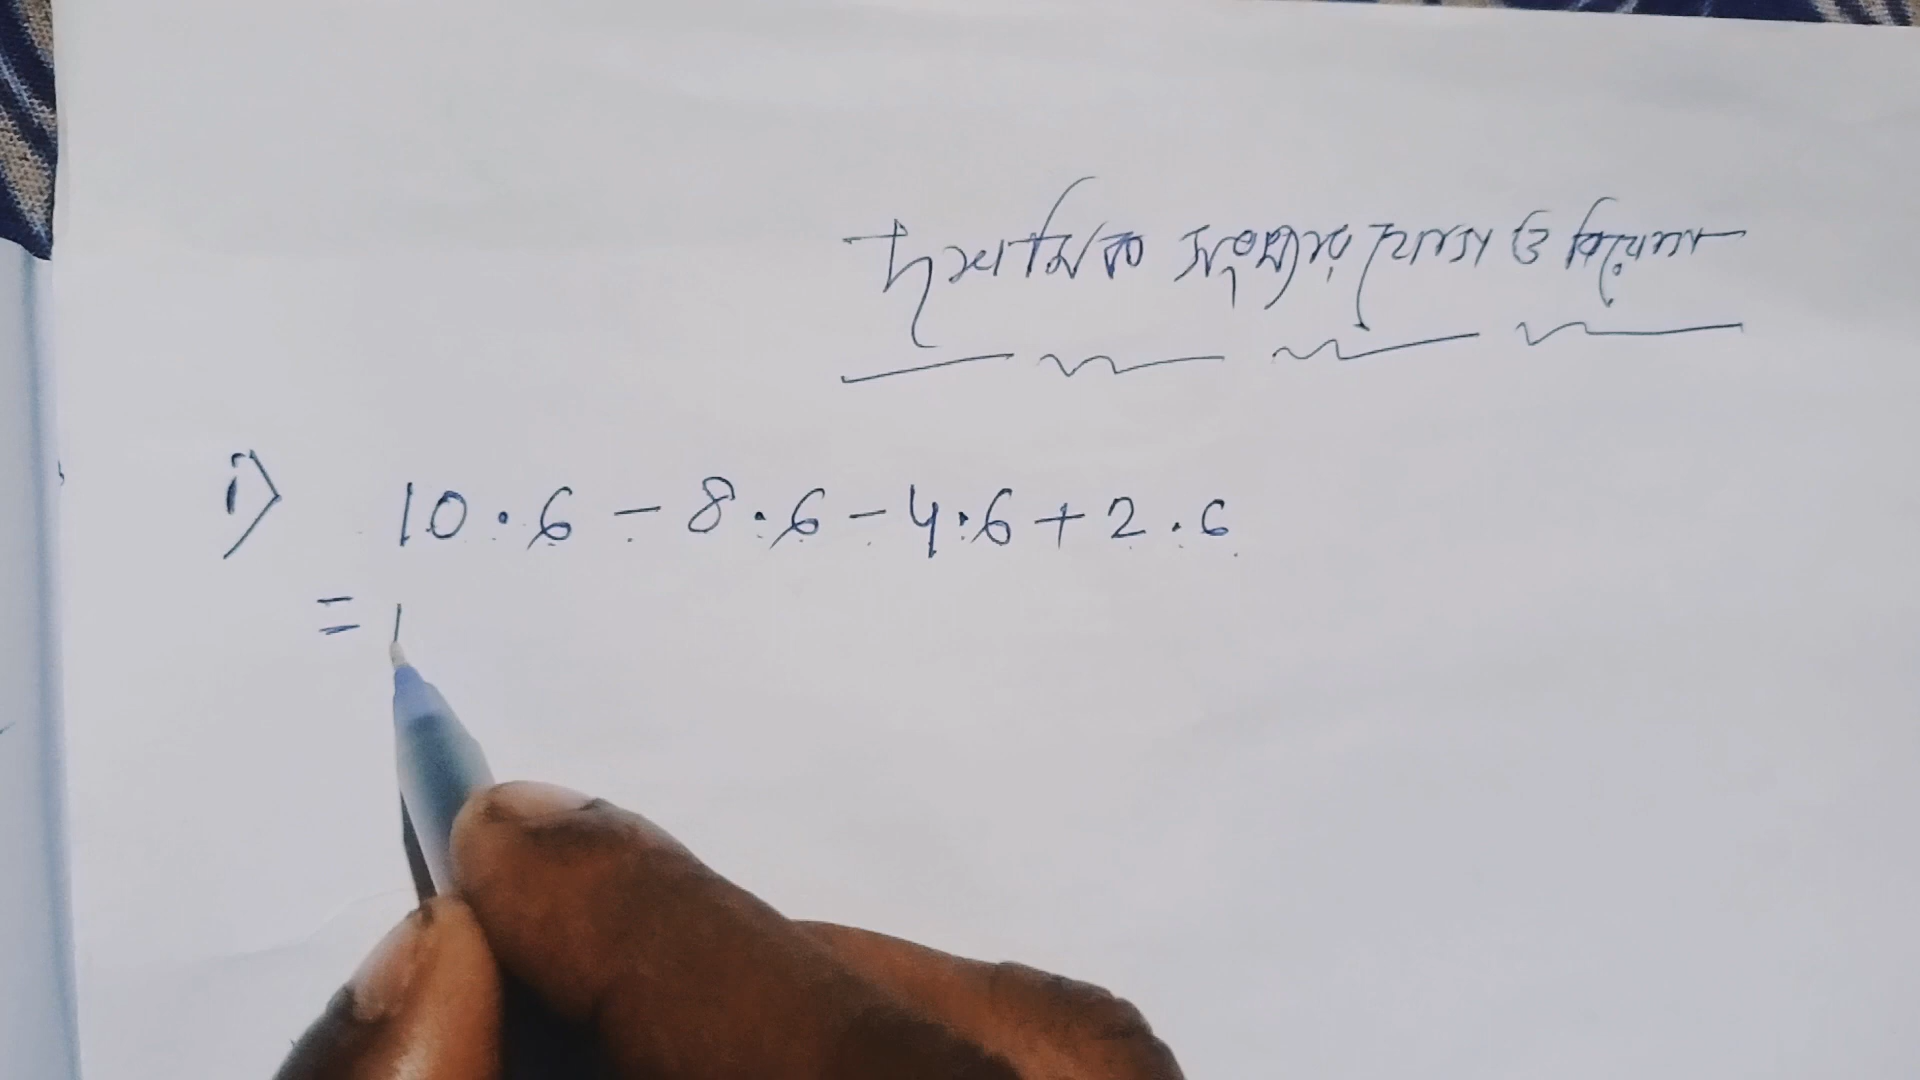 দশমিক সংখ্যার যোগ ও বিয়োগ
i) 10.6 - 8.6 - 4.6 + 2.6
= 1